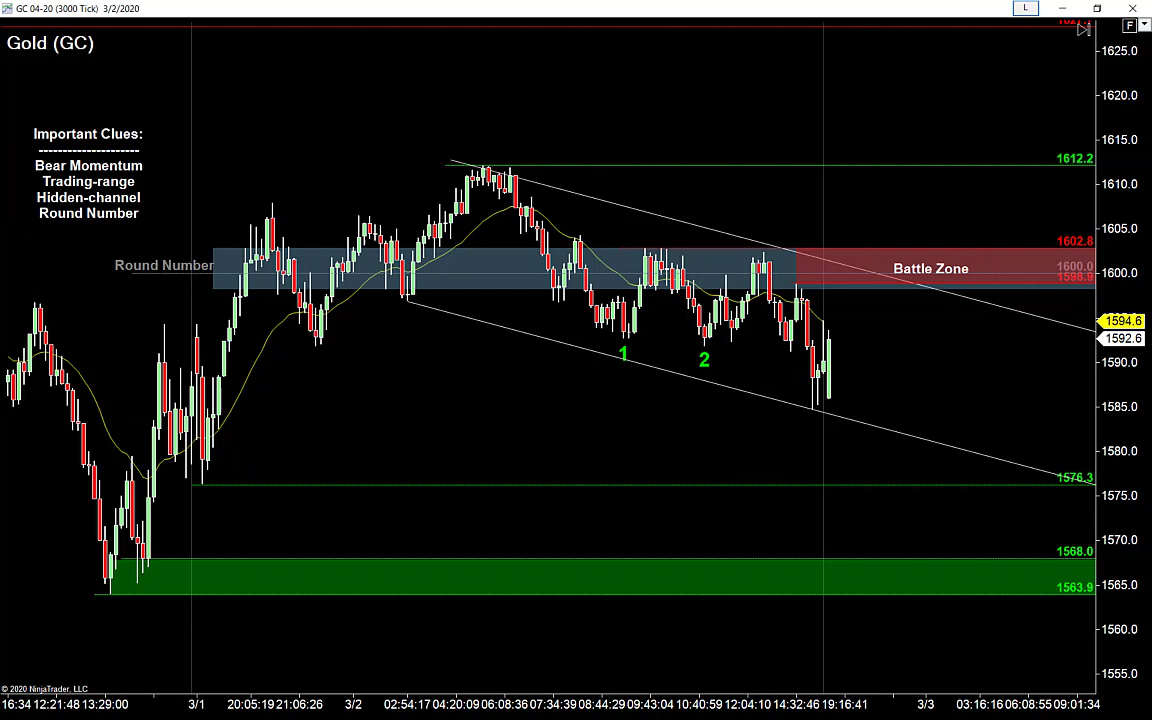 GC 04-20 (3000 Tick) 3/2/2020
L
F
Gold (GC)
1627.1
1625.0
1620.0
1615.0
1612.2
1610.0
1605.0
1602.8
1600.0
1598.9
1600.0
1594.6
1592.6
1590.0
1585.0
1580.0
1576.3
1575.0
1570.0
1568.0
1565.0
1563.9
1560.0
1555.0
Important Clues:
---------------------
Bear Momentum
Trading-range
Hidden-channel
Round Number
Round Number
Battle Zone
1
2
© 2020 NinjaTrader, LLC
16:34 12:21:48 13:29:00 3/1 20:05:19 21:06:26 3/2 02:54:17 04:20:09 06:08:36 07:34:39 08:44:29 09:43:04 10:40:59 12:04:10 14:32:46 19:16:41 3/3 03:16:16 06:08:55 09:01:34